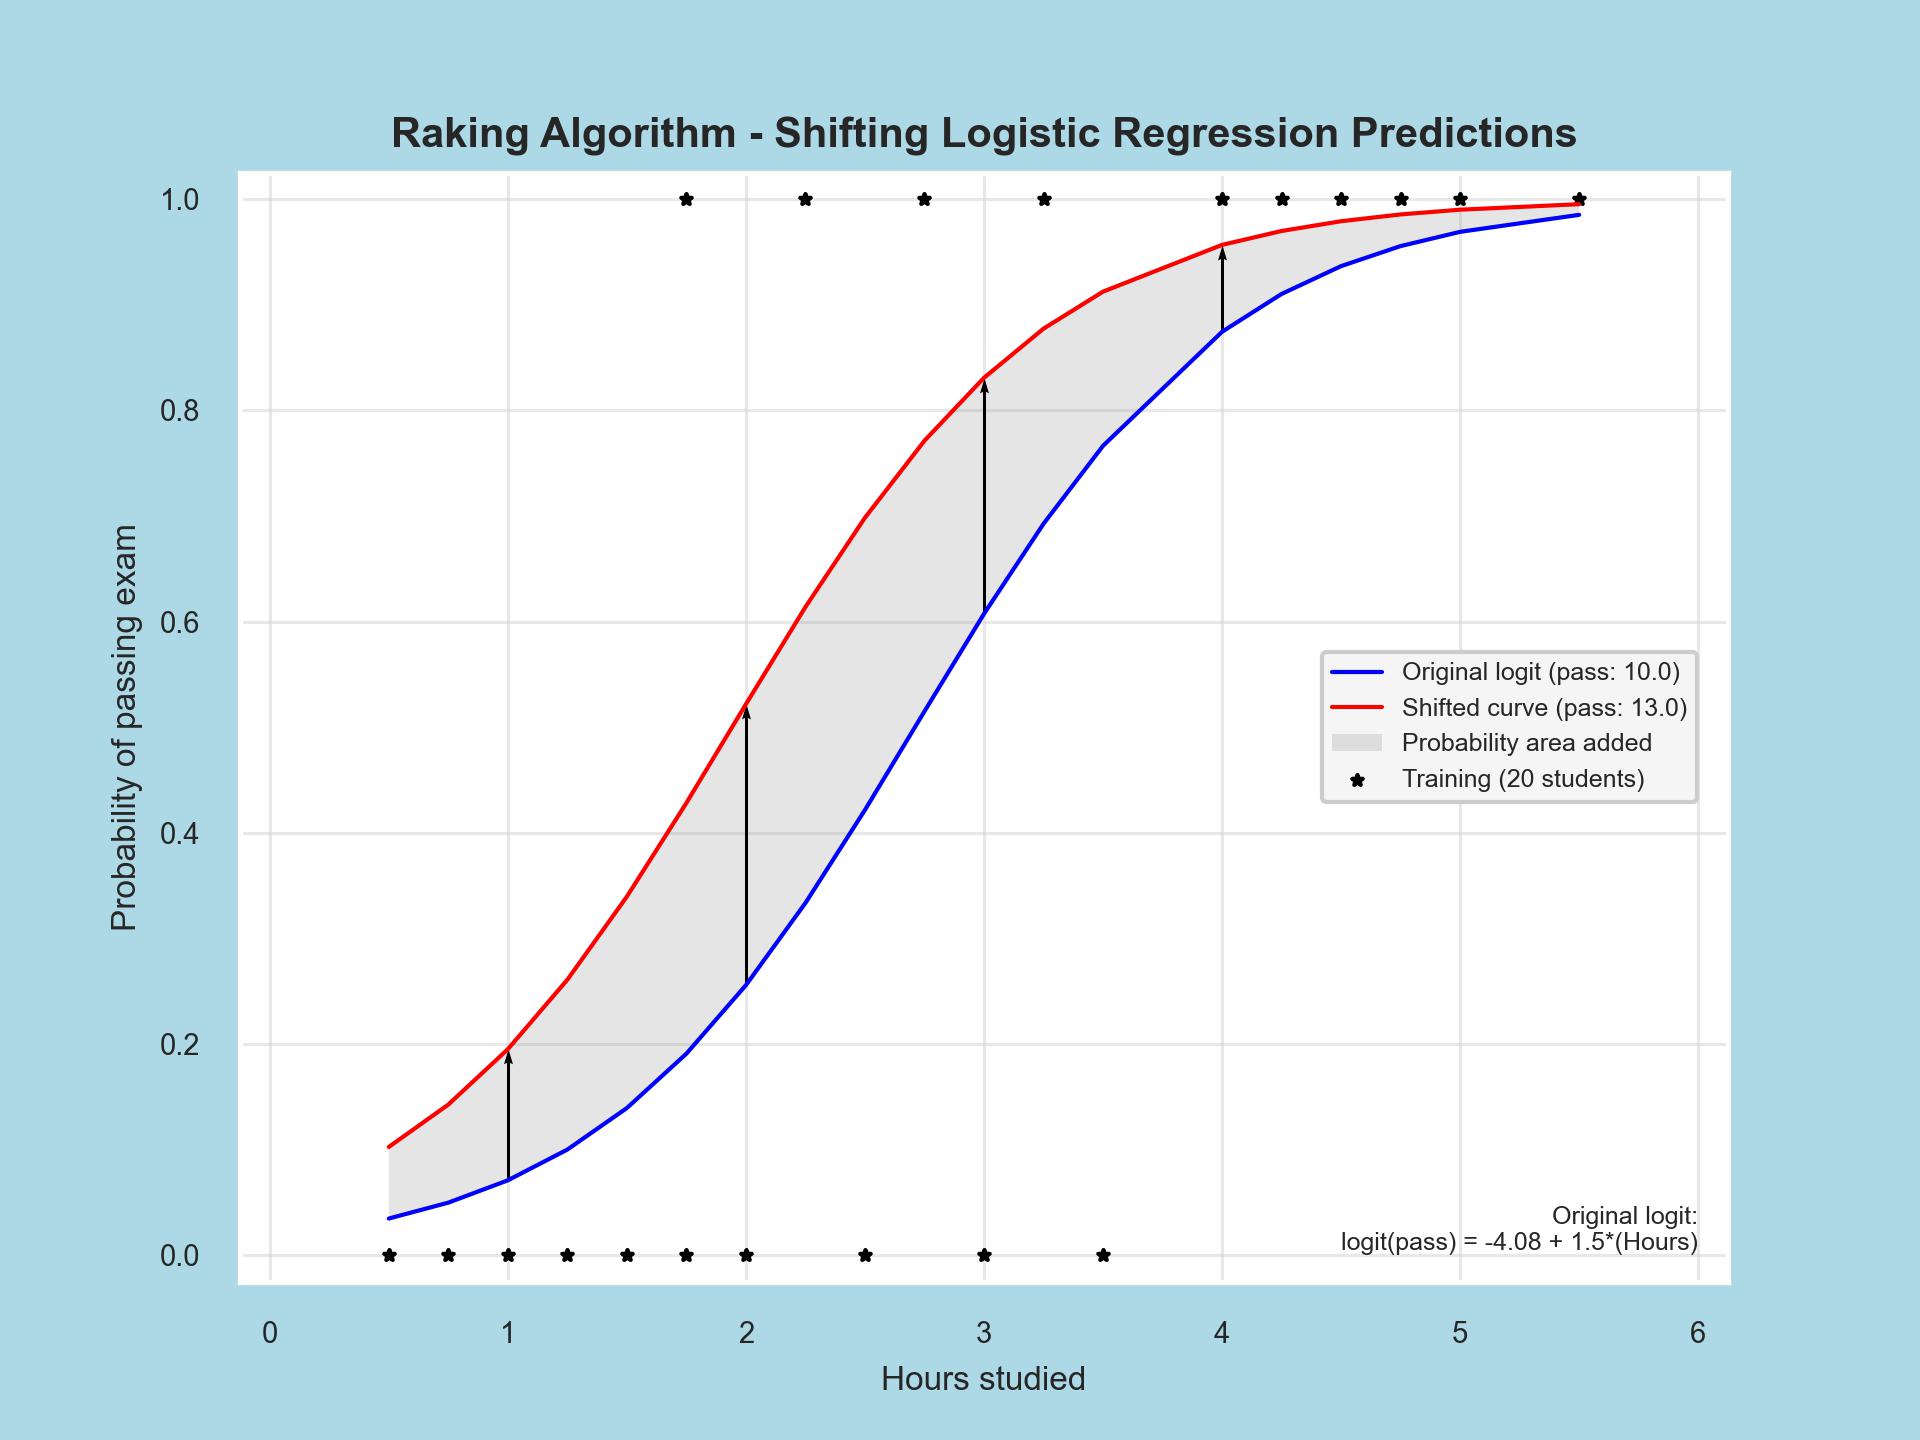 Raking Algorithm - Shifting Logistic Regression Predictions
1.0
0.8
0.6
0.4
0.2
0.0
Probability of passing exam
Original logit (pass: 10.0)
Shifted curve (pass: 13.0)
Probability area added
Training (20 students)
Original logit:
logit(pass) = -4.08 + 1.5*(Hours)
0 1 2 3 4 5 6
Hours studied